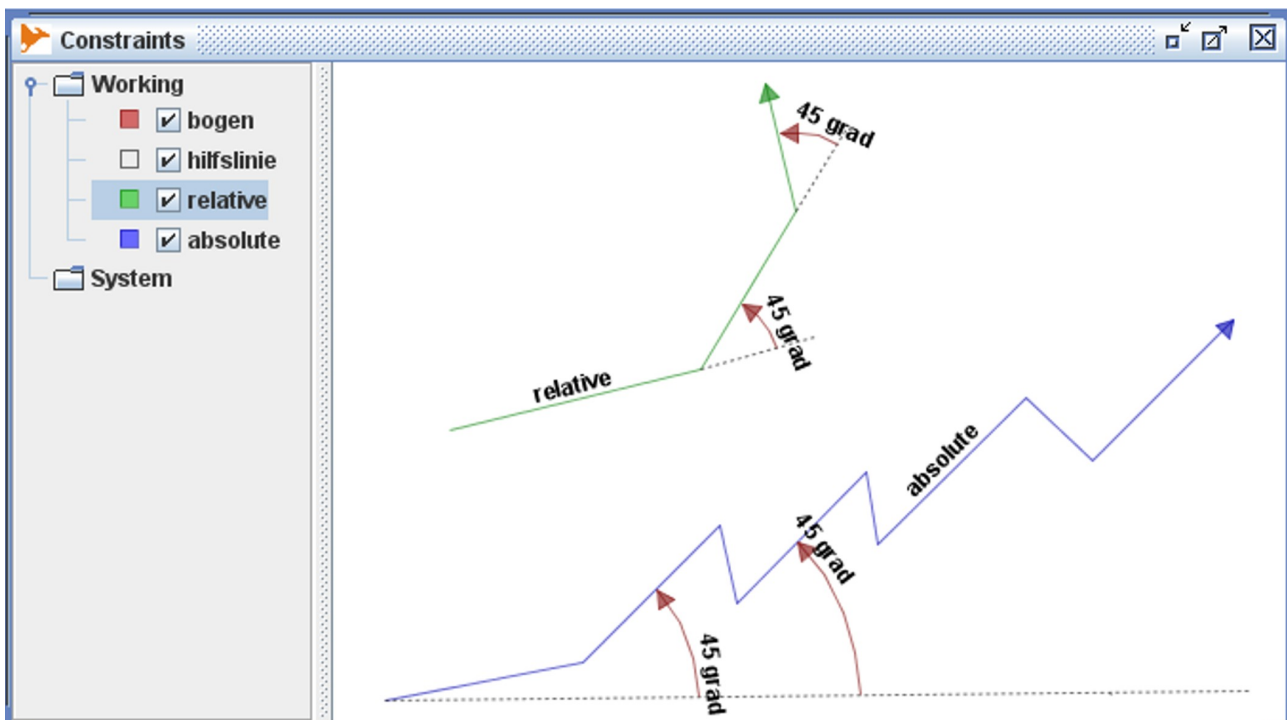 Constraints
Working
bogen
hilfslinie
relative
absolute
System
45 grad
45 grad
relative
absolute
45 grad
45 grad